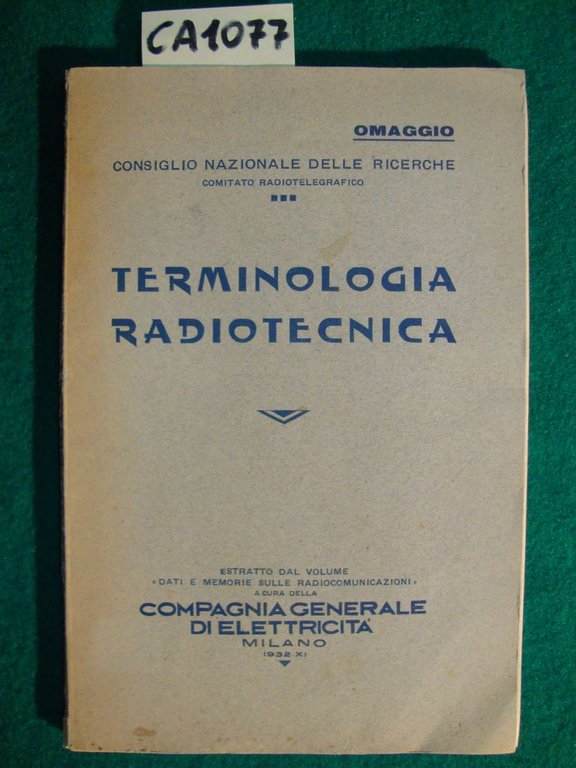 CA1077
OMAGGIO
CONSIGLIO NAZIONALE DELLE RICERCHE
COMITATO RADIOTELEGRAFICO
TERMINOLOGIA
RADIOTECNICA
ESTRATTO DAL VOLUME
«DATI E MEMORIE SULLE RADIOCOMUNICAZIONI»
A CURA DELLA
COMPAGNIA GENERALE
DI ELETTRICITÀ
MILANO
1932 XI